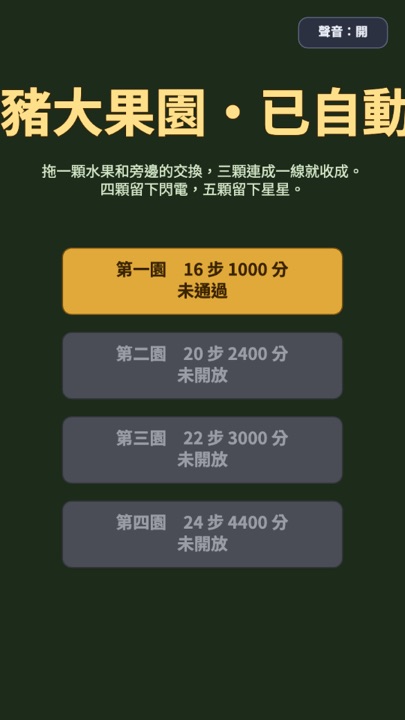 聲音：開
豬大果園・已自動
拖一顆水果和旁邊的交換，三顆連成一線就收成。
四顆留下閃電，五顆留下星星。
第一園　16 步 1000 分
未通過
第二園　20 步 2400 分
未開放
第三園　22 步 3000 分
未開放
第四園　24 步 4400 分
未開放